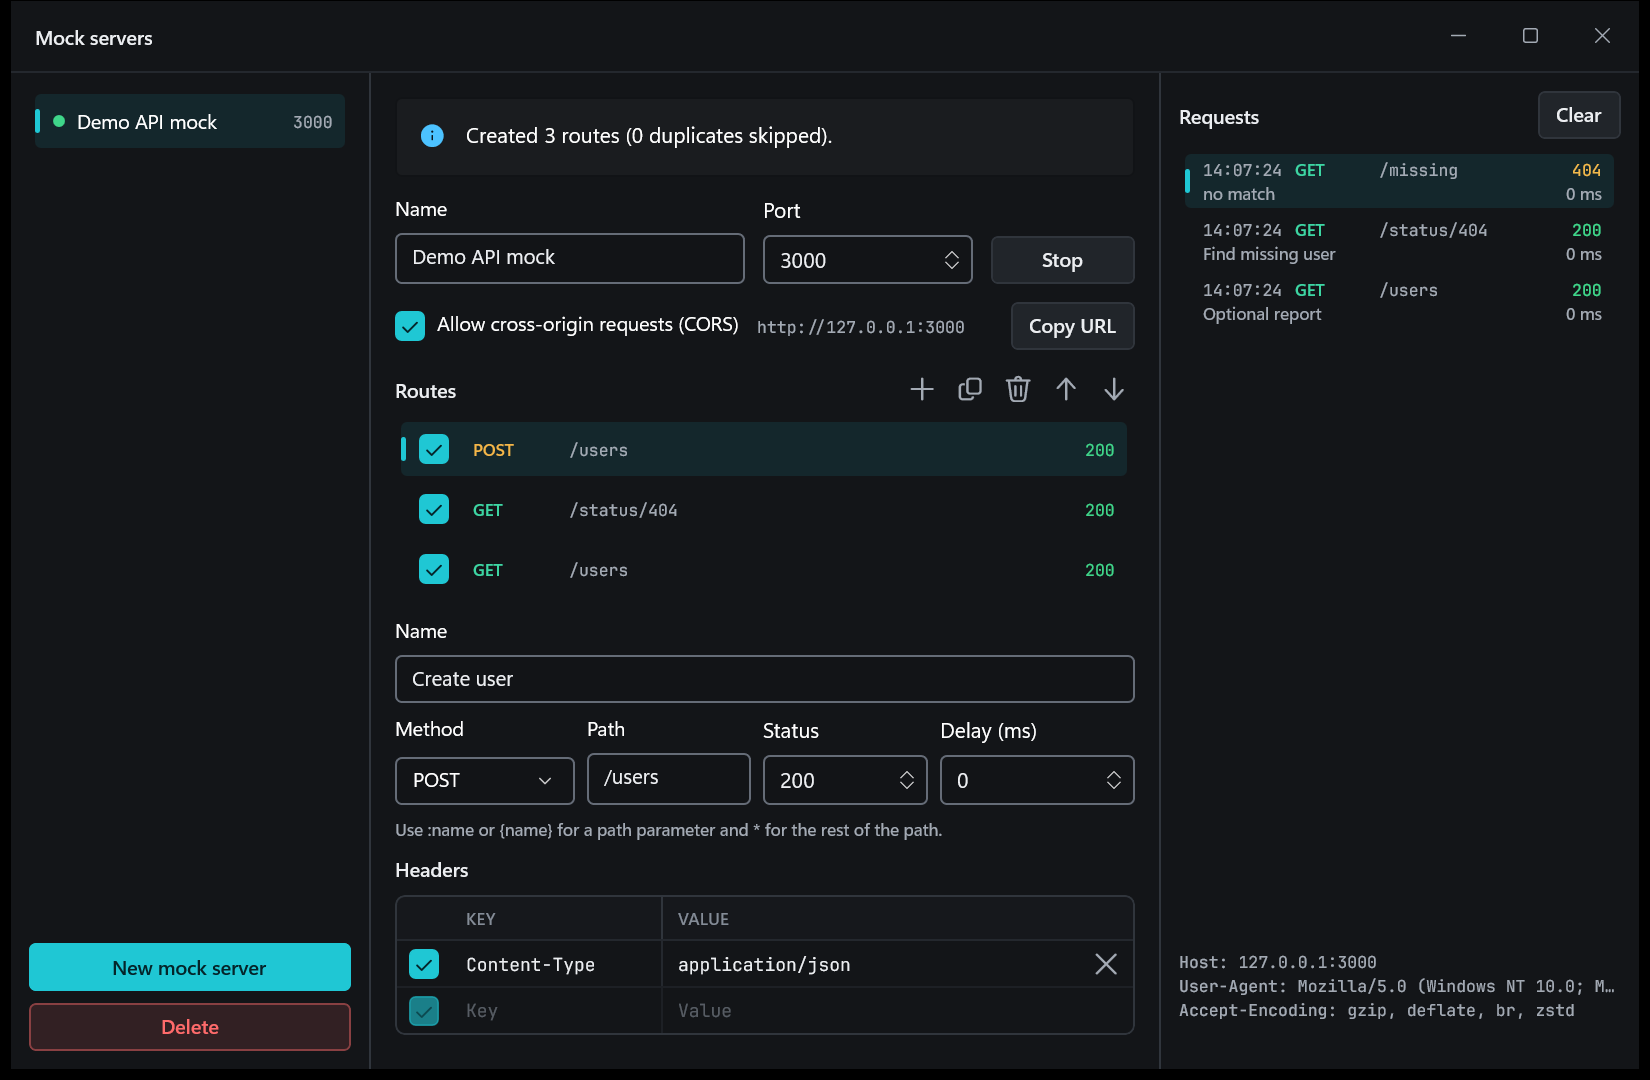 Mock servers
Demo API mock 3000
Created 3 routes (0 duplicates skipped).
Name
Port
Demo API mock
3000
Stop
Allow cross-origin requests (CORS)
http://127.0.0.1:3000
Copy URL
Routes
POST /users 200
GET /status/404 200
GET /users 200
Name
Create user
Method
Path
Status
Delay (ms)
POST
/users
200
0
Use :name or {name} for a path parameter and * for the rest of the path.
Headers
KEY VALUE
Content-Type application/json
Key Value
New mock server
Delete
Requests
Clear
14:07:24 GET /missing 404
no match 0 ms
14:07:24 GET /status/404 200
Find missing user 0 ms
14:07:24 GET /users 200
Optional report 0 ms
Host: 127.0.0.1:3000
User-Agent: Mozilla/5.0 (Windows NT 10.0; M…
Accept-Encoding: gzip, deflate, br, zstd